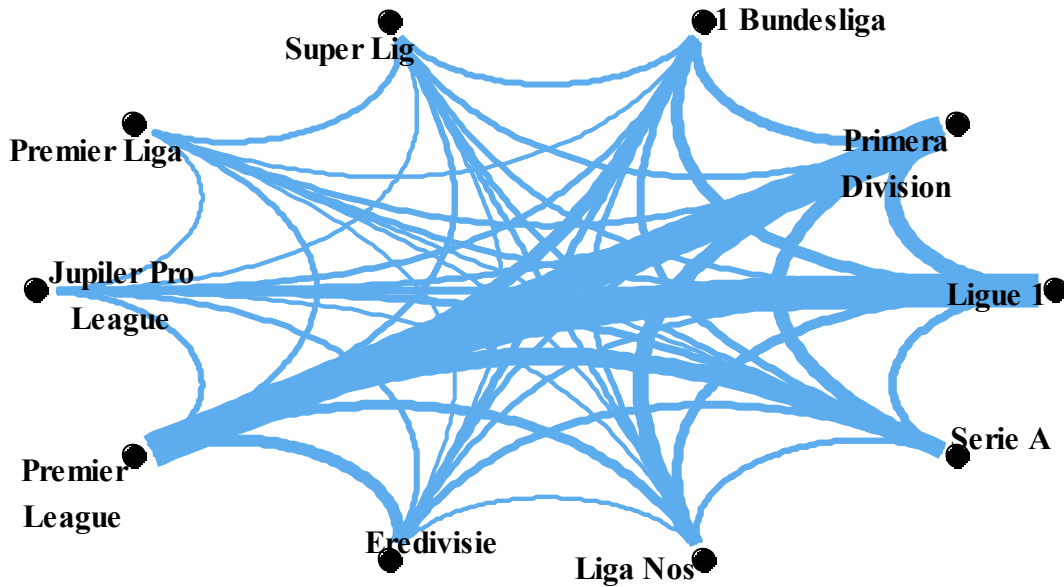 1 Bundesliga
Super Lig
Primera
Division
Premier Liga
Jupiler Pro
League
Ligue 1
Serie A
Premier
League
Eredivisie
Liga Nos